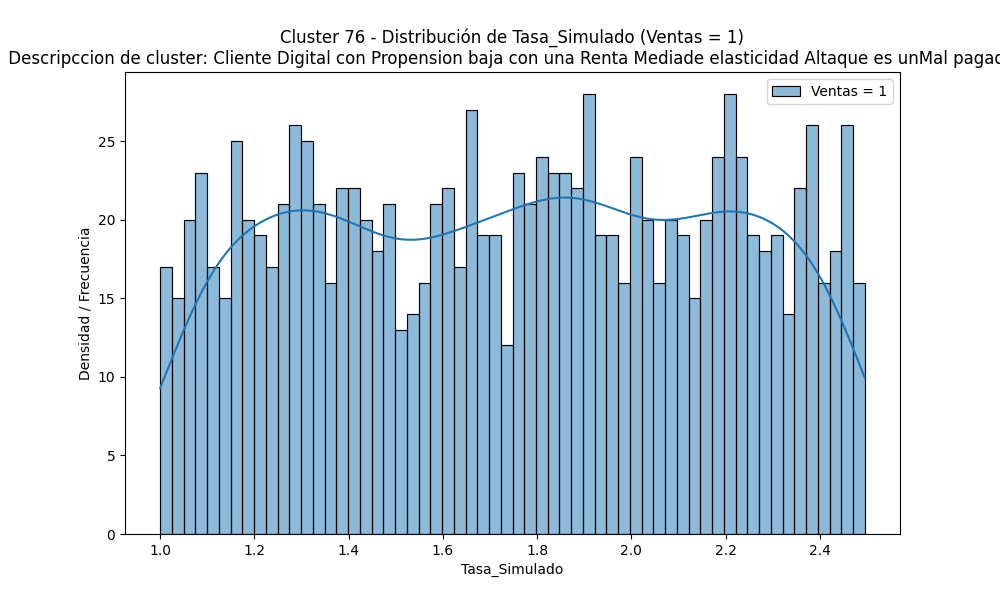 Cluster 76 - Distribución de Tasa_Simulado (Ventas = 1)
Descripccion de cluster: Cliente Digital con Propension baja con una Renta Mediade elasticidad Altaque es unMal pagad
Ventas = 1
Densidad / Frecuencia
25
20
15
10
5
0
1.0 1.2 1.4 1.6 1.8 2.0 2.2 2.4
Tasa_Simulado